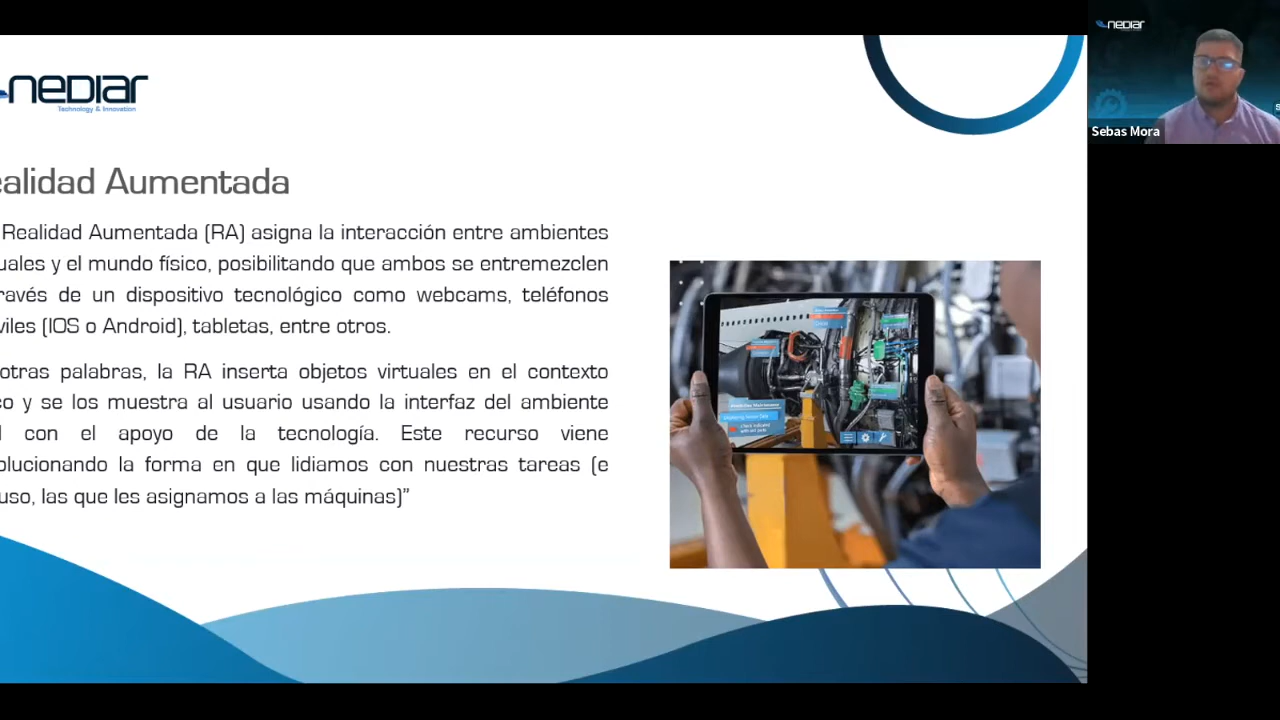 neDIAr
Technology & Innovation
ealidad Aumentada
Realidad Aumentada (RA) asigna la interacción entre ambientes
uales y el mundo físico, posibilitando que ambos se entremezclen
ravés de un dispositivo tecnológico como webcams, teléfonos
viles (IOS o Android), tabletas, entre otros.
otras palabras, la RA inserta objetos virtuales en el contexto
co y se los muestra al usuario usando la interfaz del ambiente
l con el apoyo de la tecnología. Este recurso viene
olucionando la forma en que lidiamos con nuestras tareas (e
uso, las que les asignamos a las máquinas)”
neDIAr
Sebas Mora